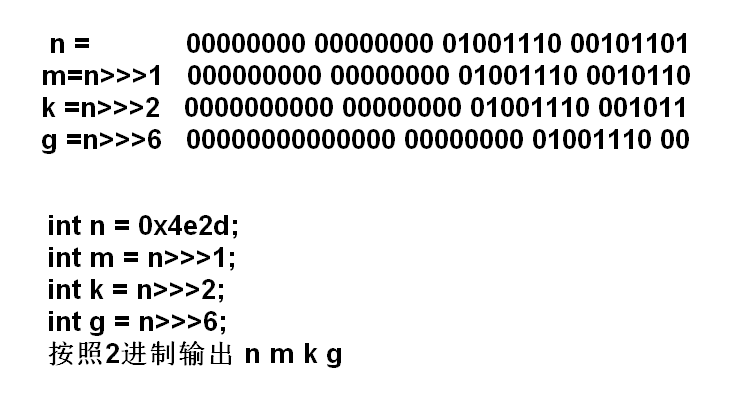 n = 00000000 00000000 01001110 00101101
m=n>>>1 000000000 00000000 01001110 0010110
k =n>>>2 0000000000 00000000 01001110 001011
g =n>>>6 00000000000000 00000000 01001110 00
int n = 0x4e2d;
int m = n>>>1;
int k = n>>>2;
int g = n>>>6;
按照2进制输出 n m k g